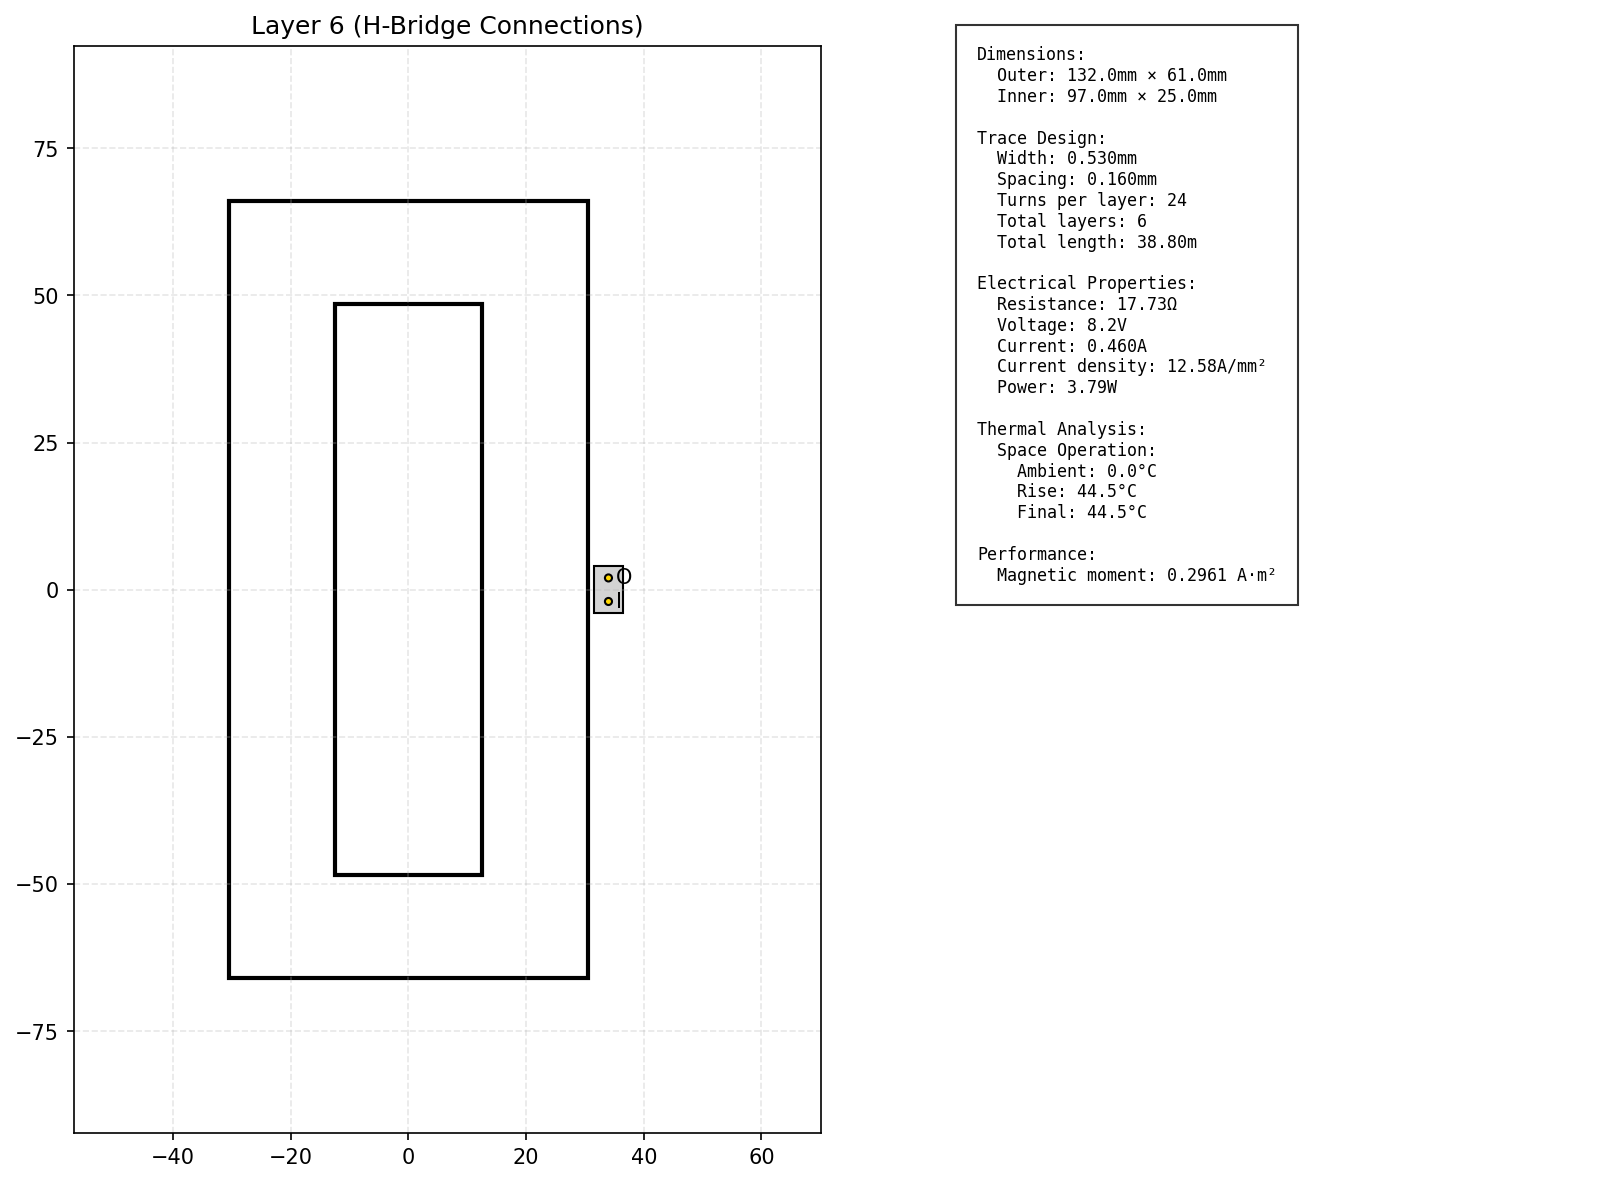 Layer 6 (H-Bridge Connections)
75
50
25
0
−25
−50
−75
−40
−20
0
20
40
60
O
I
Dimensions:
Outer: 132.0mm × 61.0mm
Inner: 97.0mm × 25.0mm
Trace Design:
Width: 0.530mm
Spacing: 0.160mm
Turns per layer: 24
Total layers: 6
Total length: 38.80m
Electrical Properties:
Resistance: 17.73Ω
Voltage: 8.2V
Current: 0.460A
Current density: 12.58A/mm²
Power: 3.79W
Thermal Analysis:
Space Operation:
Ambient: 0.0°C
Rise: 44.5°C
Final: 44.5°C
Performance:
Magnetic moment: 0.2961 A·m²